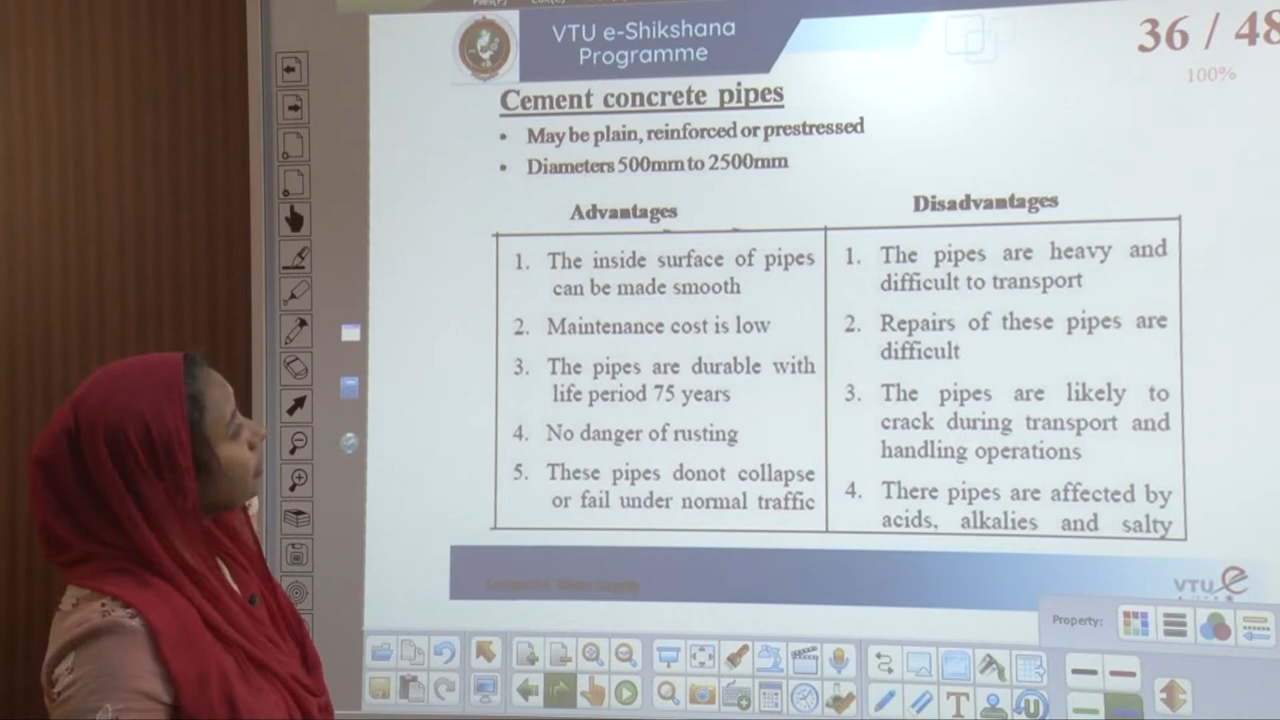 VTU e-Shikshana
Programme
36 / 48
100%
Cement concrete pipes
• May be plain, reinforced or prestressed
• Diameters 500mm to 2500mm
Advantages
Disadvantages
1. The inside surface of pipes
can be made smooth
2. Maintenance cost is low
3. The pipes are durable with
life period 75 years
4. No danger of rusting
5. These pipes donot collapse
or fail under normal traffic
1. The pipes are heavy and
difficult to transport
2. Repairs of these pipes are
difficult
3. The pipes are likely to
crack during transport and
handling operations
4. There pipes are affected by
acids, alkalies and salty
VTU e
Property: